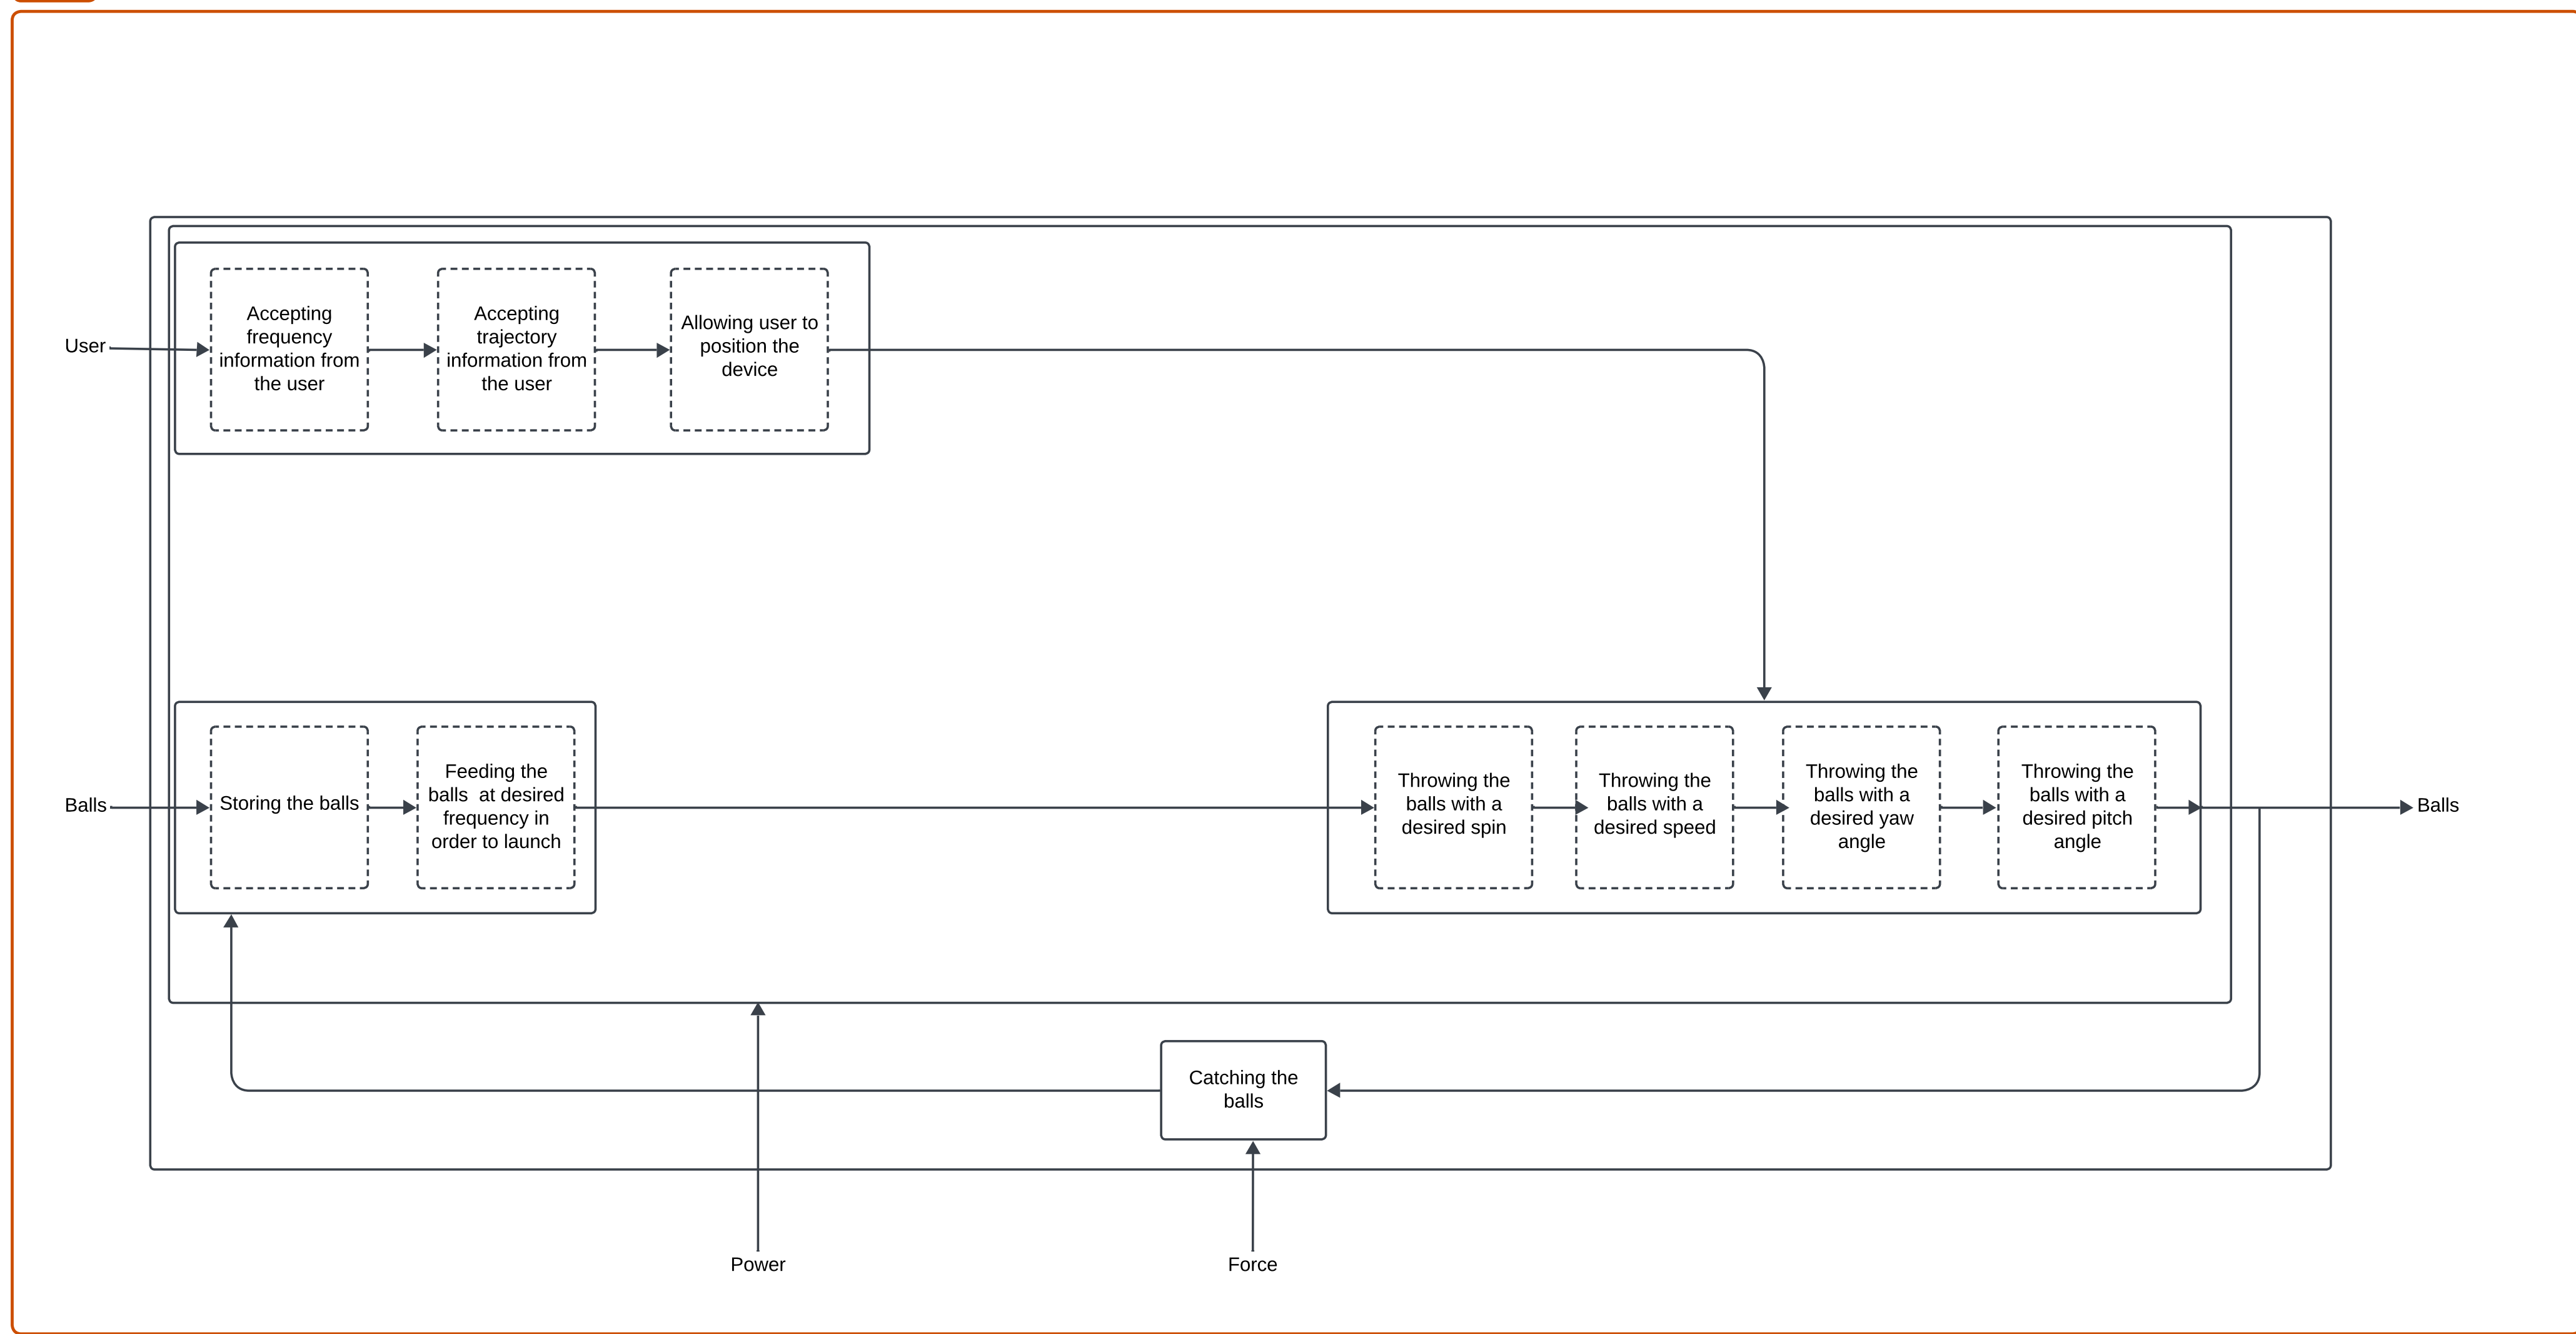 User
Accepting
frequency
information from
the user
Accepting
trajectory
information from
the user
Allowing user to
position the
device
Balls
Storing the balls
Feeding the
balls  at desired
frequency in
order to launch
Throwing the
balls with a
desired spin
Throwing the
balls with a
desired speed
Throwing the
balls with a
desired yaw
angle
Throwing the
balls with a
desired pitch
angle
Balls
Catching the
balls
Power
Force